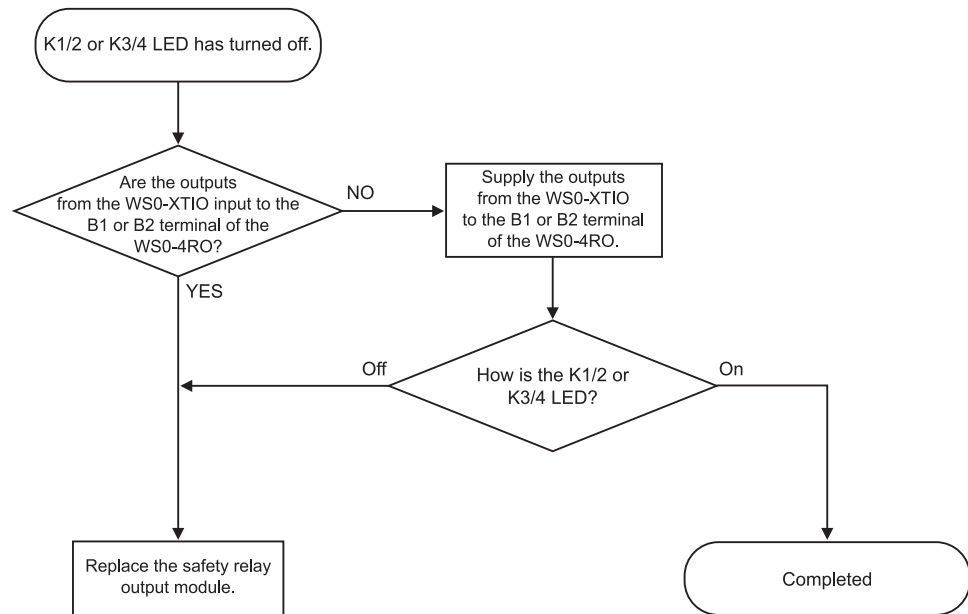 K1/2 or K3/4 LED has turned off.
Are the outputs
from the WS0-XTIO input to the
B1 or B2 terminal of the
WS0-4RO?
NO
YES
Supply the outputs
from the WS0-XTIO
to the B1 or B2 terminal
of the WS0-4RO.
Off
How is the K1/2 or
K3/4 LED?
On
Replace the safety relay
output module.
Completed